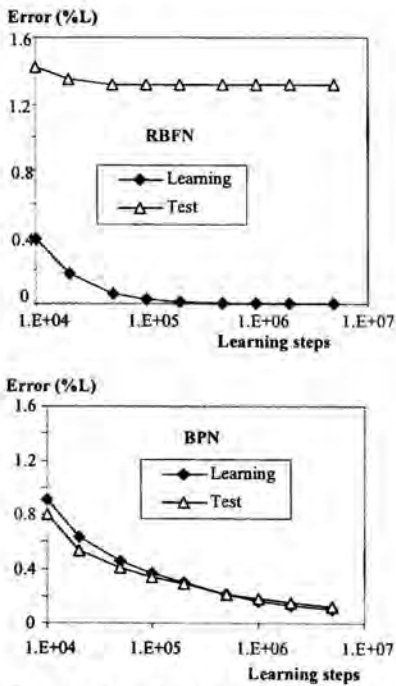 Error (%L)
1.6
1.2
RBFN
0.8
Learning
Test
0.4
0
1.E+04 1.E+05 1.E+06 1.E+07
Learning steps
Error (%L)
1.6
BPN
1.2
Learning
Test
0.8
0.4
0
1.E+04 1.E+05 1.E+06 1.E+07
Learning steps